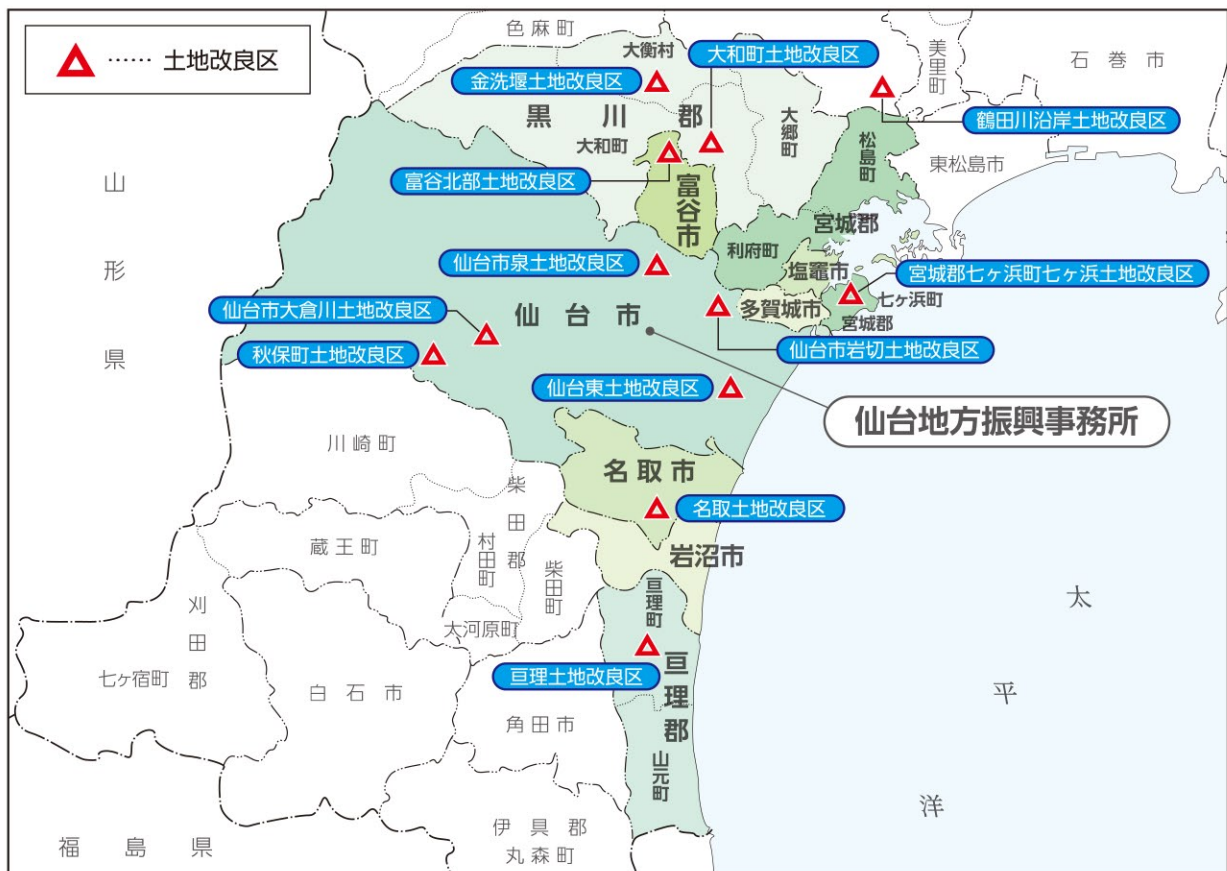 …… 土地改良区
色麻町
大衡村
大和町土地改良区
美里町
石巻市
金洗堰土地改良区
黒川郡
大郷町
鶴田川沿岸土地改良区
大和町
松島町
東松島市
山形県
富谷北部土地改良区
富谷市
宮城郡
利府町
仙台市泉土地改良区
塩竈市
宮城郡七ヶ浜町七ヶ浜土地改良区
七ヶ浜町
多賀城市
宮城郡
仙台市大倉川土地改良区
仙台市
秋保町土地改良区
仙台市岩切土地改良区
仙台東土地改良区
仙台地方振興事務所
川崎町
名取市
柴田郡
名取土地改良区
蔵王町
村田町
柴田町
岩沼市
亘理町
太平洋
刈田郡
大河原町
亘理土地改良区
亘理郡
七ヶ宿町
白石市
角田市
山元町
伊具郡
丸森町
福島県